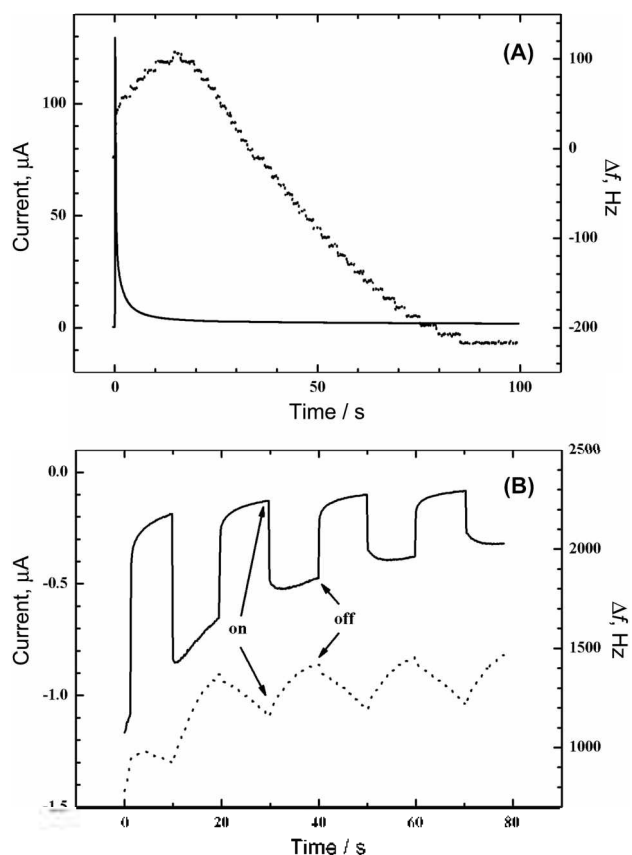 (A)
100
50
0
Current, μA
100
0
-100
-200
Δf, Hz
0
50
100
Time / s
(B)
0.0
-0.5
-1.0
-1.5
Current, μA
2500
2000
1500
1000
Δf, Hz
on
off
0
20
40
60
80
Time / s